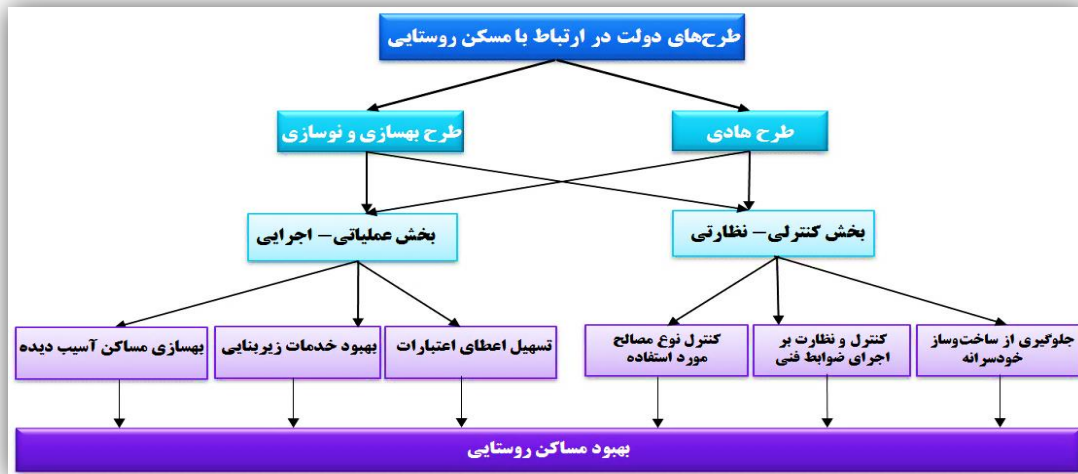 طرح‌های دولت در ارتباط با مسکن روستایی
طرح هادی
طرح بهسازی و نوسازی
بخش کنترلی– نظارتی
بخش عملیاتی– اجرایی
جلوگیری از ساخت‌وساز
خودسرانه
کنترل و نظارت بر
اجرای ضوابط فنی
کنترل نوع مصالح
مورد استفاده
تسهیل اعطای اعتبارات
بهبود خدمات زیربنایی
بهسازی مساکن آسیب دیده
بهبود مساکن روستایی